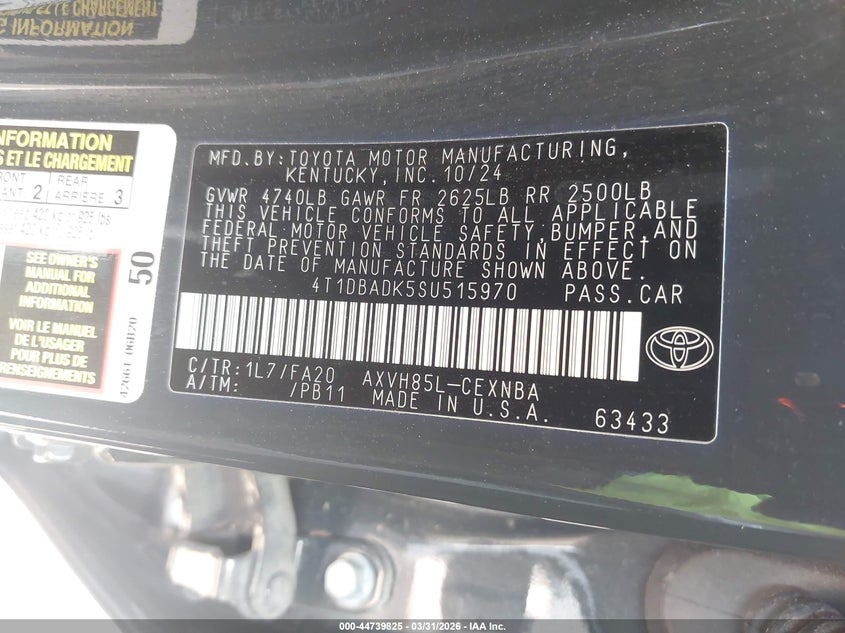 INFORMATION
NFORMATION
S ET LE CHARGEMENT
FRONT
2
REAR
ARRIÈRE 3
SEE OWNER'S
MANUAL FOR
ADDITIONAL
INFORMATION
VOIR LE MANUEL
DE L'USAGER
POUR PLUS DE
RENSEIGNEMENTS
50
42661-06B20
MFD.BY:TOYOTA MOTOR MANUFACTURING,
KENTUCKY,INC.10/24
GVWR 4740LB GAWR FR 2625LB RR 2500LB
THIS VEHICLE CONFORMS TO ALL APPLICABLE
FEDERAL MOTOR VEHICLE SAFETY,BUMPER,AND
THEFT PREVENTION STANDARDS IN EFFECT ON
THE DATE OF MANUFACTURE SHOWN ABOVE.
4T1DBADK5SU515970 PASS.CAR
C/TR:1L7/FA20 AXVH85L-CEXNBA
A/TM: /PB11 MADE IN U.S.A.
63433
000-44739825 - 03/31/2026 - IAA Inc.